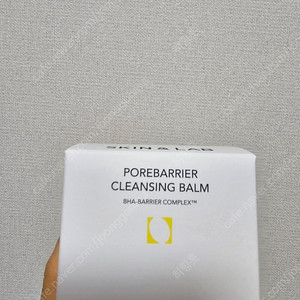 SKIN & LAB
POREBARRIER
CLEANSING BALM
BHA-BARRIER COMPLEX™